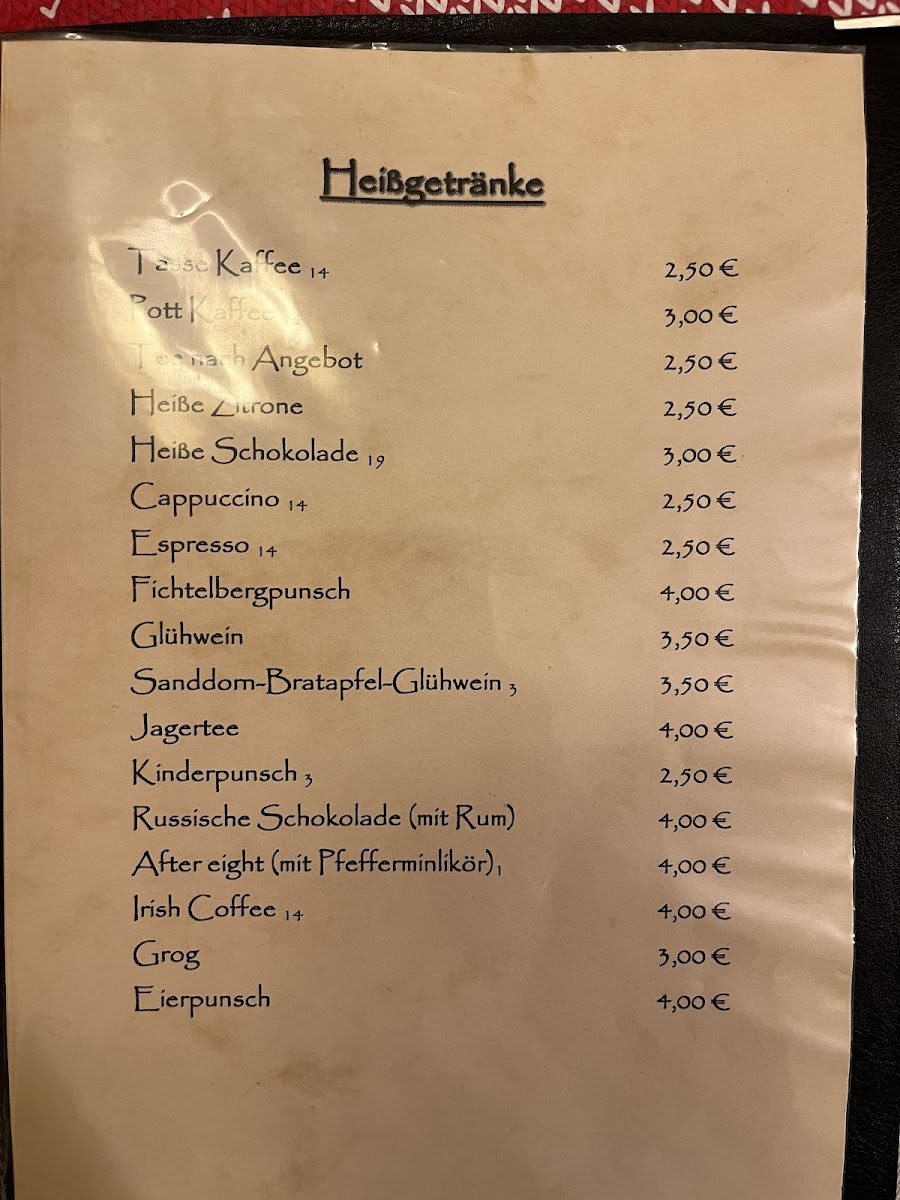 Heißgetränke
Tasse Kaffee 14 2,50 €
Pott Kaffee 3,00 €
Tee nach Angebot 2,50 €
Heiße Zitrone 2,50 €
Heiße Schokolade 19 3,00 €
Cappuccino 14 2,50 €
Espresso 14 2,50 €
Fichtelbergpunsch 4,00 €
Glühwein 3,50 €
Sanddorn-Bratapfel-Glühwein 3 3,50 €
Jagertee 4,00 €
Kinderpunsch 3 2,50 €
Russische Schokolade (mit Rum) 4,00 €
After eight (mit Pfefferminlikör) 1 4,00 €
Irish Coffee 14 4,00 €
Grog 3,00 €
Eierpunsch 4,00 €